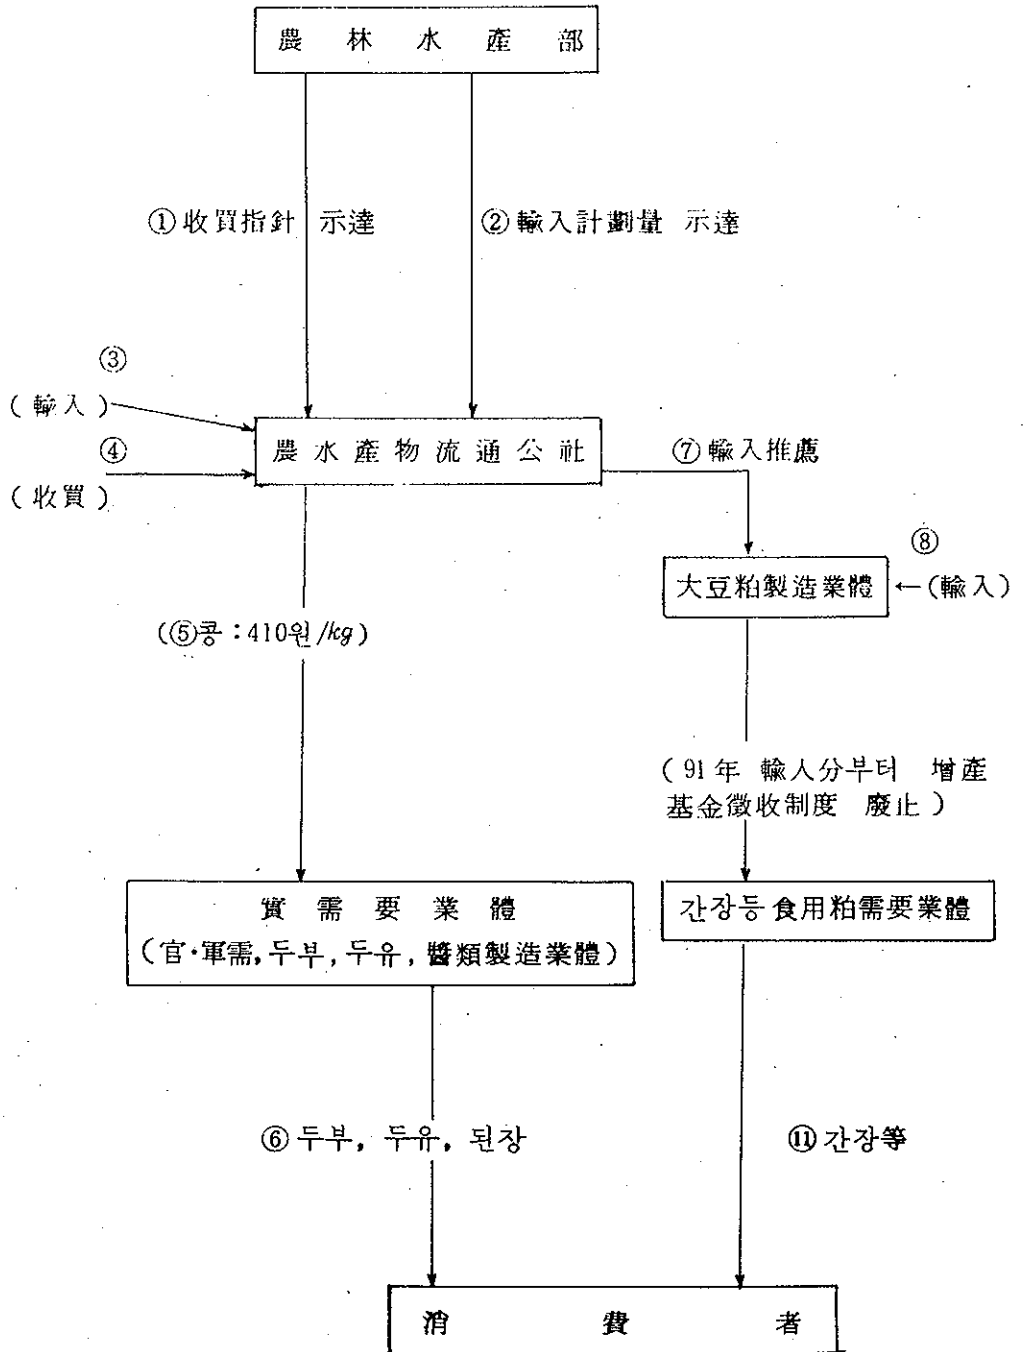 農林水產部
①收買指針 示達
②輸入計劃量 示達
③
(輸入)
農水產物流通公社
④
(收買)
⑦輸入推薦
⑧
大豆粕製造業體
(輸入)
(⑤콩:410원/kg)
(91年 輸入分부터 增產
基金徵收制度 廢止)
實需要業體
(官·軍需, 두부, 두유, 醬類製造業體)
간장등 食用粕需要業體
⑥두부, 두유, 된장
⑪간장等
消費者